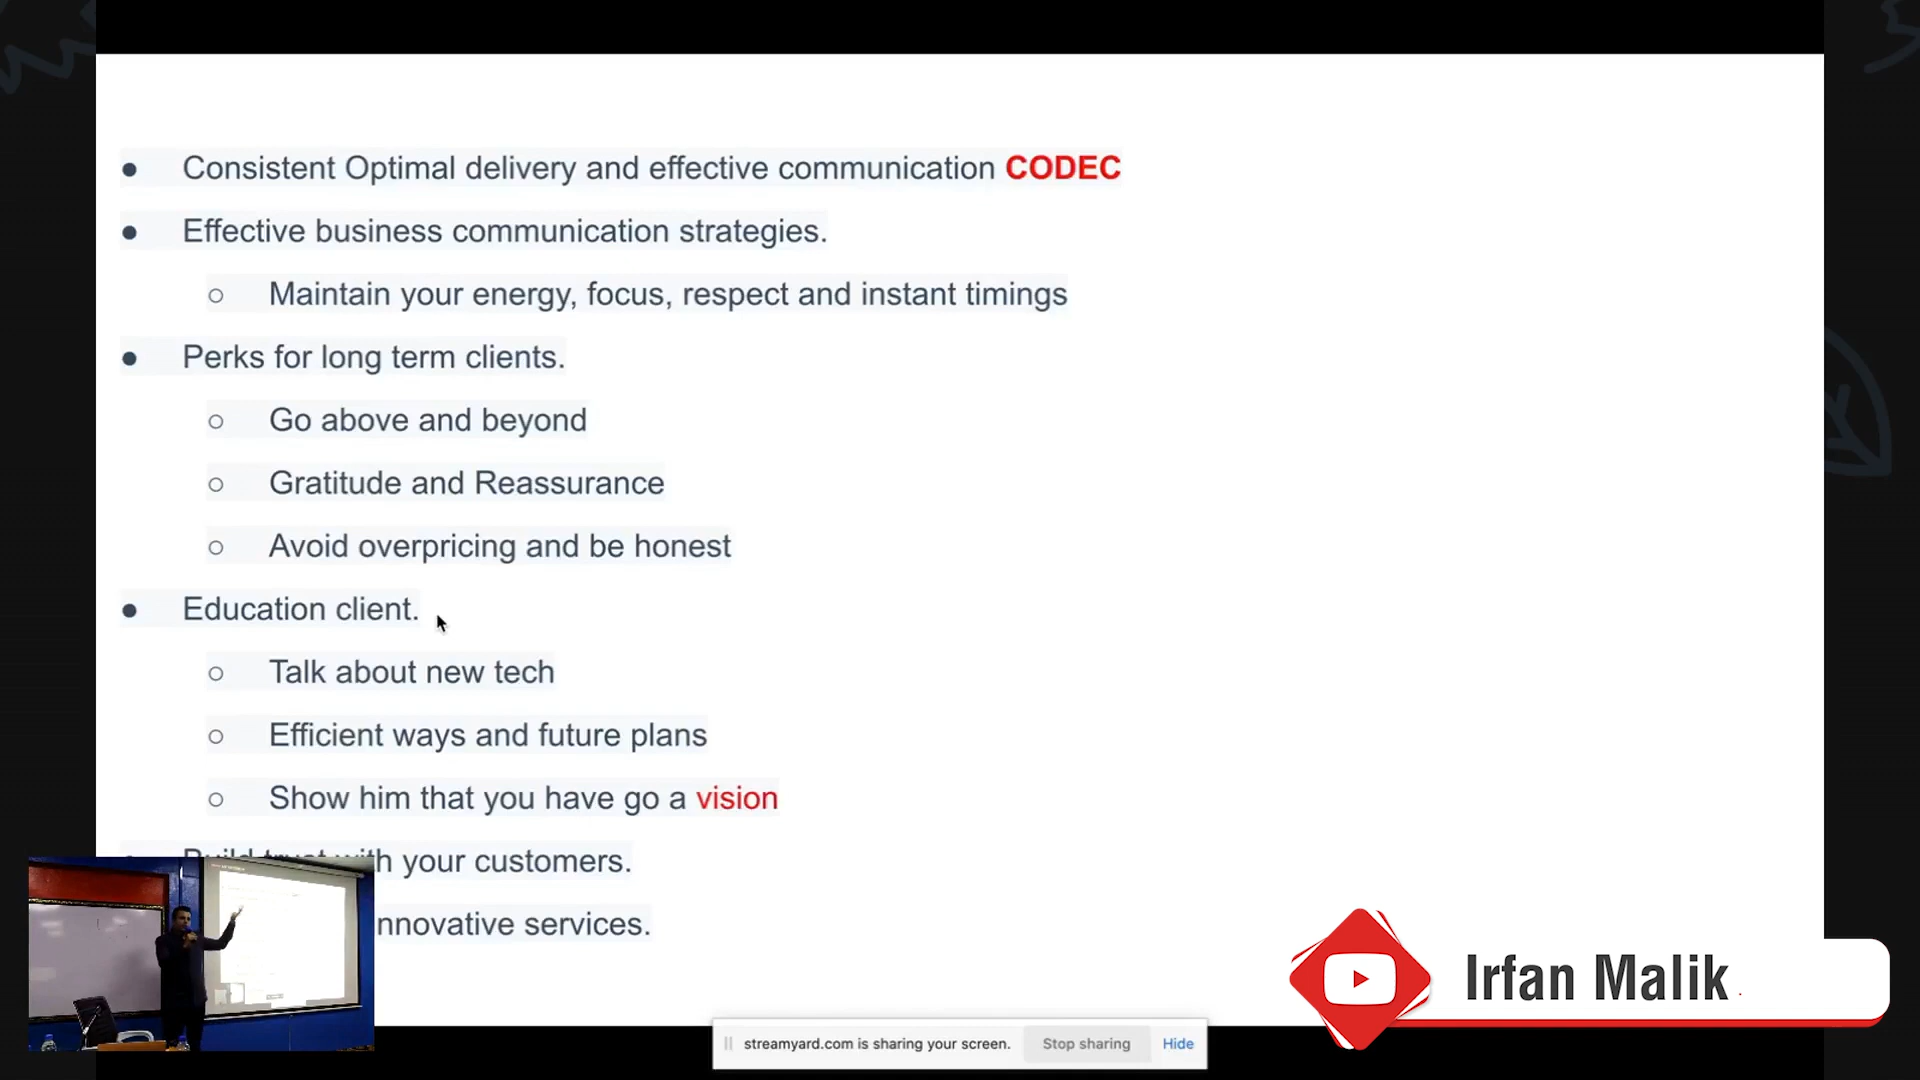 ● Consistent Optimal delivery and effective communication CODEC
● Effective business communication strategies.
○ Maintain your energy, focus, respect and instant timings
● Perks for long term clients.
○ Go above and beyond
○ Gratitude and Reassurance
○ Avoid overpricing and be honest
● Education client.
○ Talk about new tech
○ Efficient ways and future plans
○ Show him that you have go a vision
Build trust with your customers.
nnovative services.
Irfan Malik
streamyard.com is sharing your screen. Stop sharing Hide